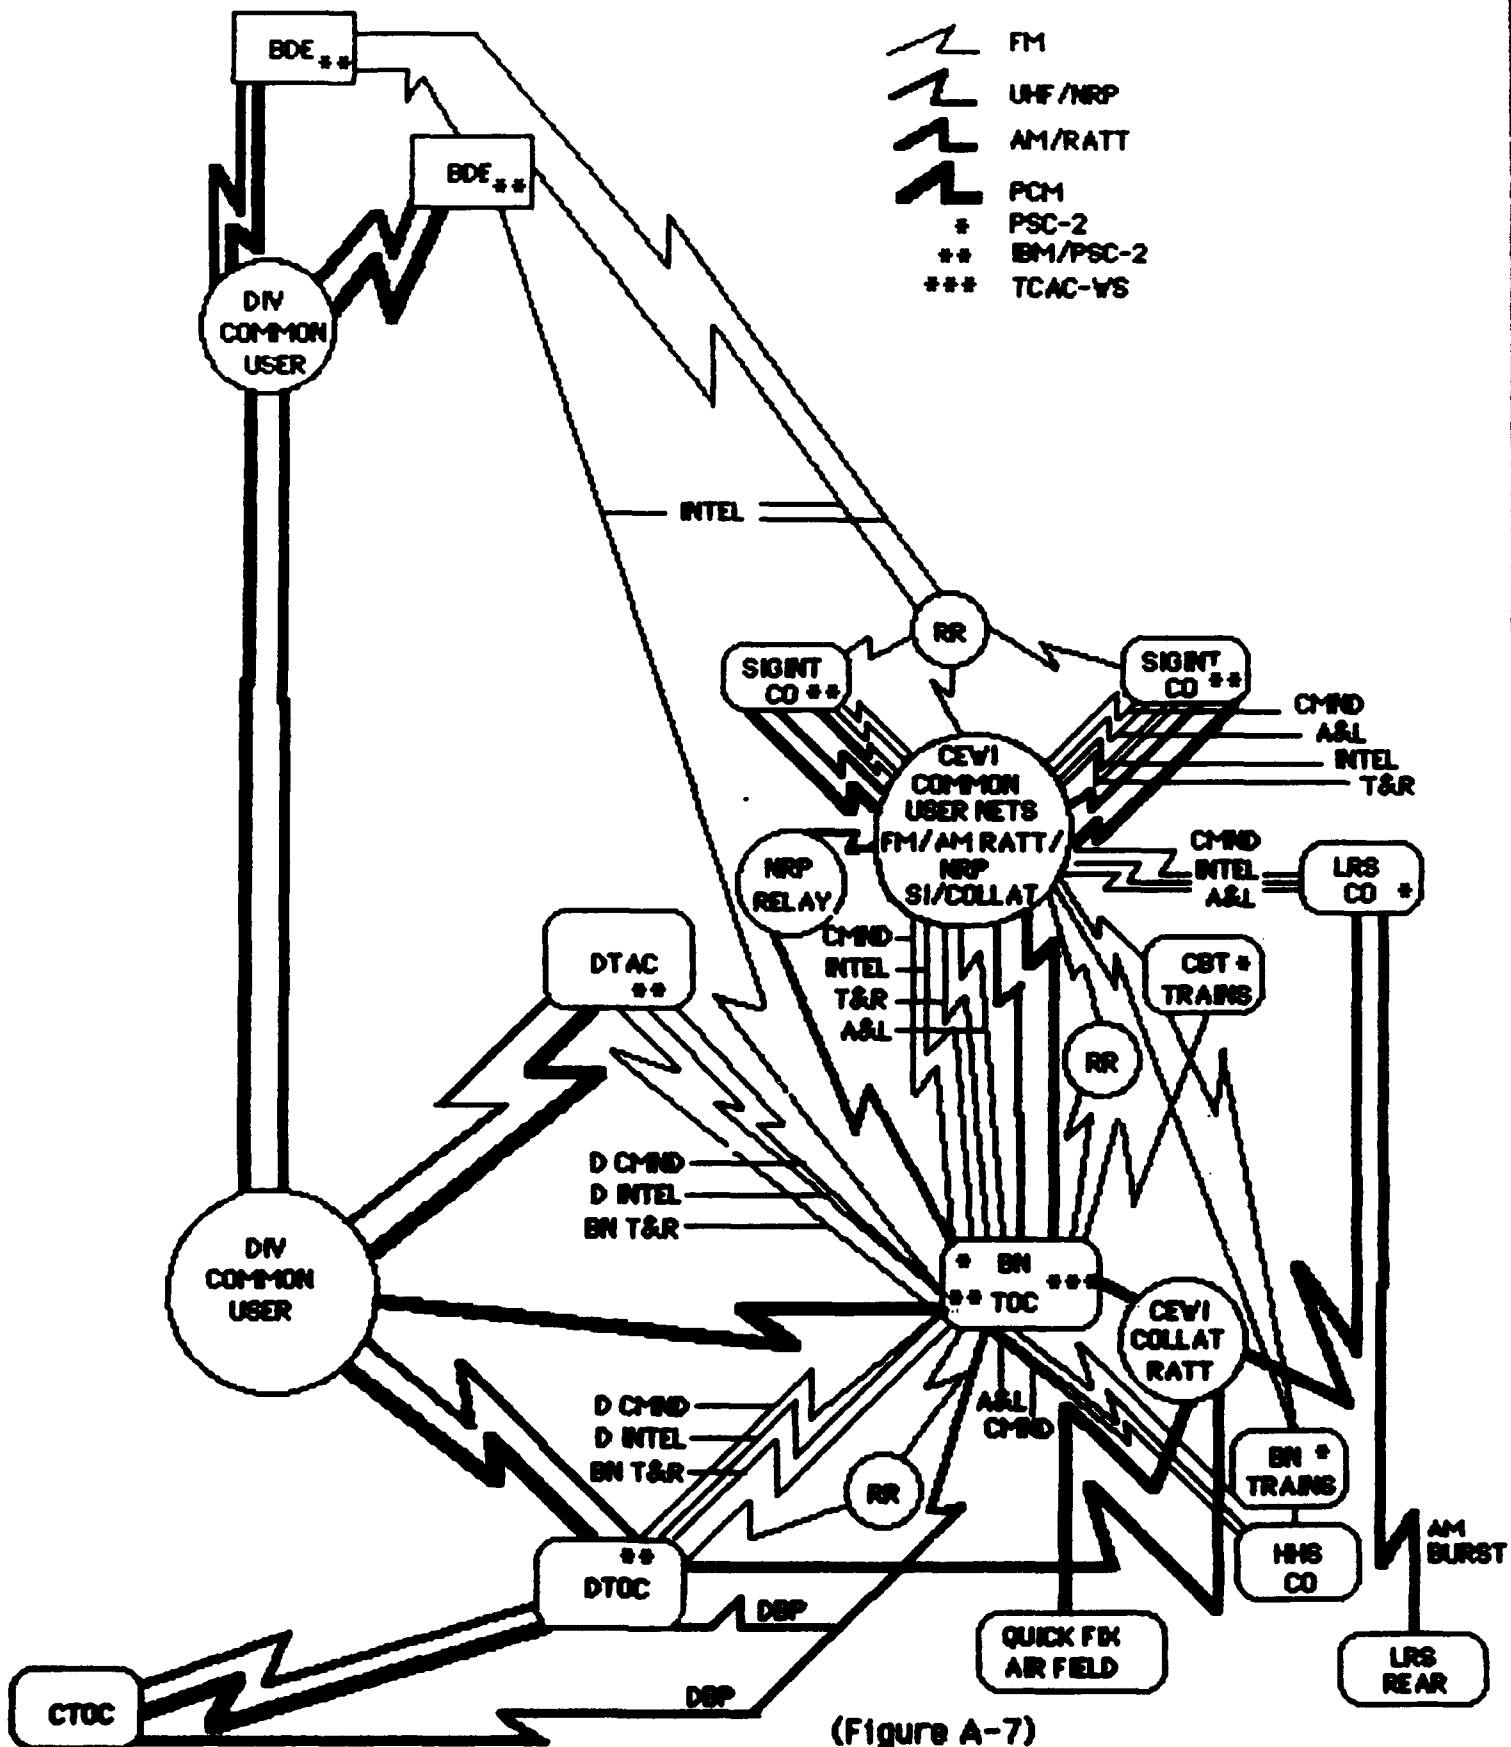 BDE **
FM
UHF/NRP
AM/RATT
PCM
* PSC-2
** IBM/PSC-2
*** TCAC-WS
BDE **
DIV
COMMON
USER
INTEL
RR
SIGINT
CO **
SIGINT
CO **
CMND
A&L
INTEL
T&R
CEWI
COMMON
USER NETS
FM/AM RATT/
NRP
SI/COLLAT
NRP
RELAY
CMND
INTEL
A&L
LRS
CO *
CMND
INTEL
T&R
A&L
DTAC
**
CBT *
TRAINS
RR
D CMND
D INTEL
BN T&R
DIV
COMMON
USER
* BN ***
** TOC
CEWI
COLLAT
RATT
D CMND
D INTEL
BN T&R
A&L
CMND
RR
BN *
TRAINS
HHS
CO
AM
BURST
**
DTOC
DBP
QUICK FIX
AIR FIELD
LRS
REAR
CTOC
DBP
(Figure A-7)